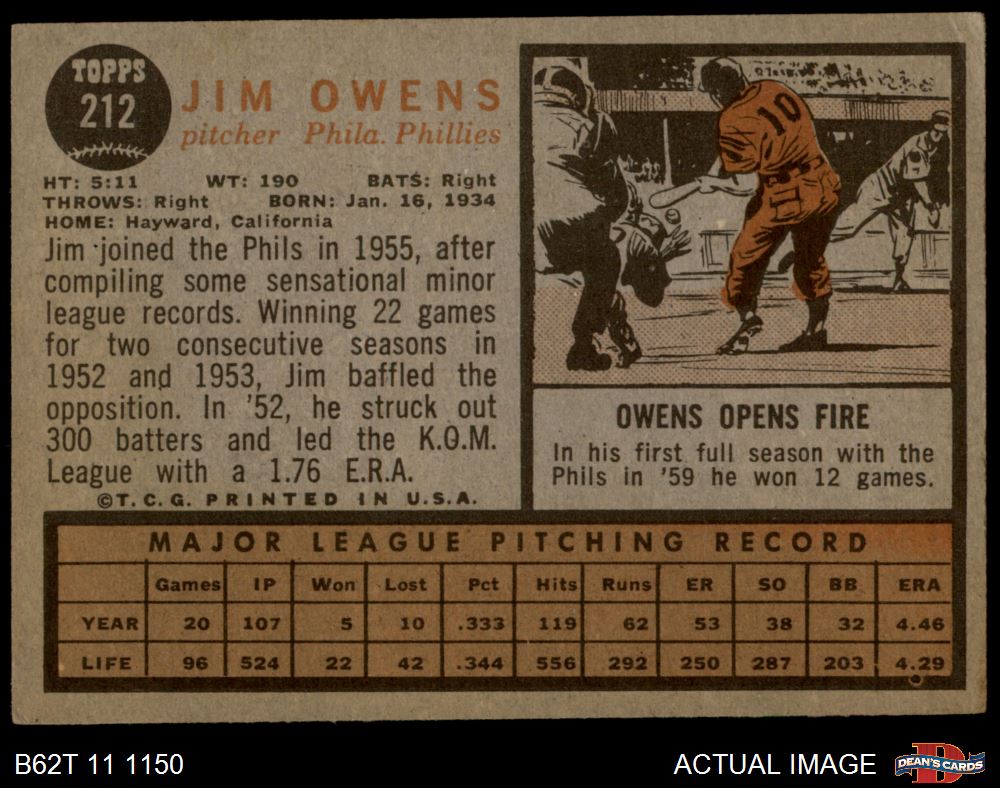 TOPPS
212
JIM OWENS
pitcher Phila. Phillies
HT: 5:11 WT: 190 BATS: Right
THROWS: Right BORN: Jan. 16, 1934
HOME: Hayward, California
Jim joined the Phils in 1955, after
compiling some sensational minor
league records. Winning 22 games
for two consecutive seasons in
1952 and 1953, Jim baffled the
opposition. In '52, he struck out
300 batters and led the K.O.M.
League with a 1.76 E.R.A.
©T.C.G. PRINTED IN U.S.A.
10
OWENS OPENS FIRE
In his first full season with the
Phils in '59 he won 12 games.
MAJOR LEAGUE PITCHING RECORD
Games IP Won Lost Pct Hits Runs ER SO BB ERA
YEAR 20 107 5 10 .333 119 62 53 38 32 4.46
LIFE 96 524 22 42 .344 556 292 250 287 203 4.29
B62T 11 1150
ACTUAL IMAGE
DEAN'S CARDS